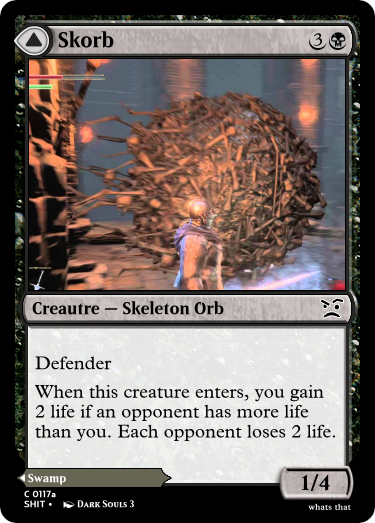 Skorb 3
Creautre — Skeleton Orb
Defender
When this creature enters, you gain
2 life if an opponent has more life
than you. Each opponent loses 2 life.
Swamp
1/4
C 0117a
SHIT • Dark Souls 3
whats that